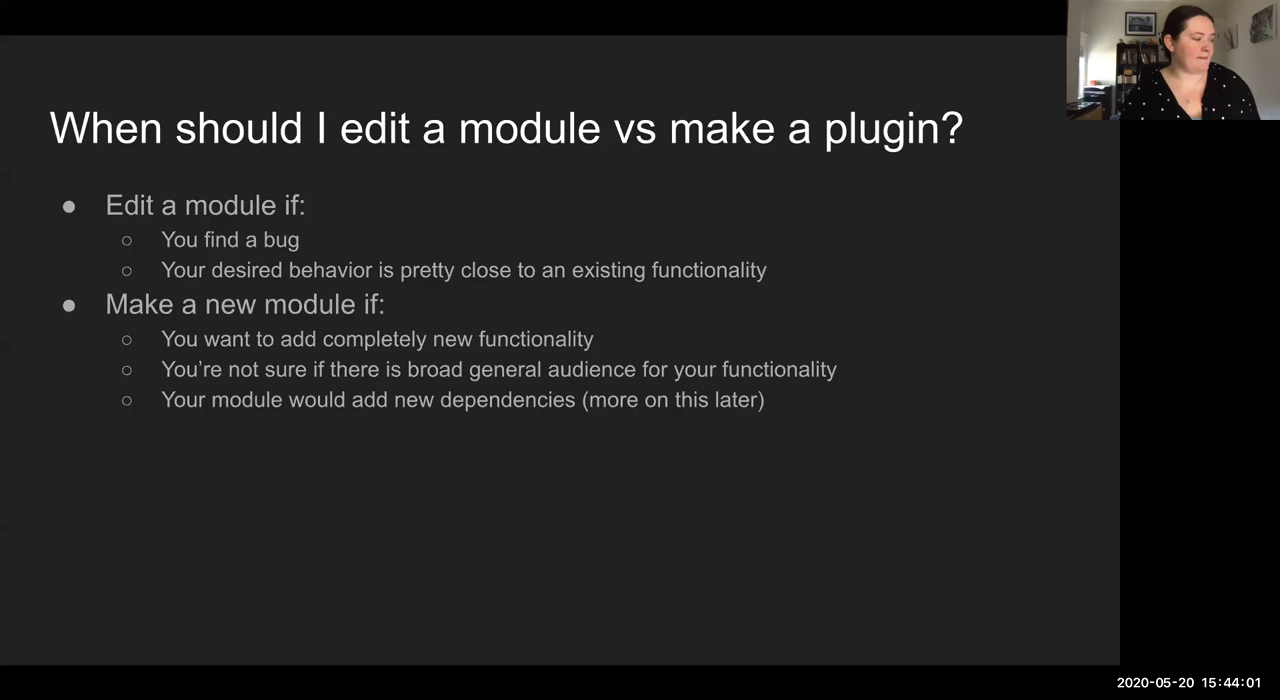 When should I edit a module vs make a plugin?
● Edit a module if:
○ You find a bug
○ Your desired behavior is pretty close to an existing functionality
● Make a new module if:
○ You want to add completely new functionality
○ You’re not sure if there is broad general audience for your functionality
○ Your module would add new dependencies (more on this later)
2020-05-20 15:44:01